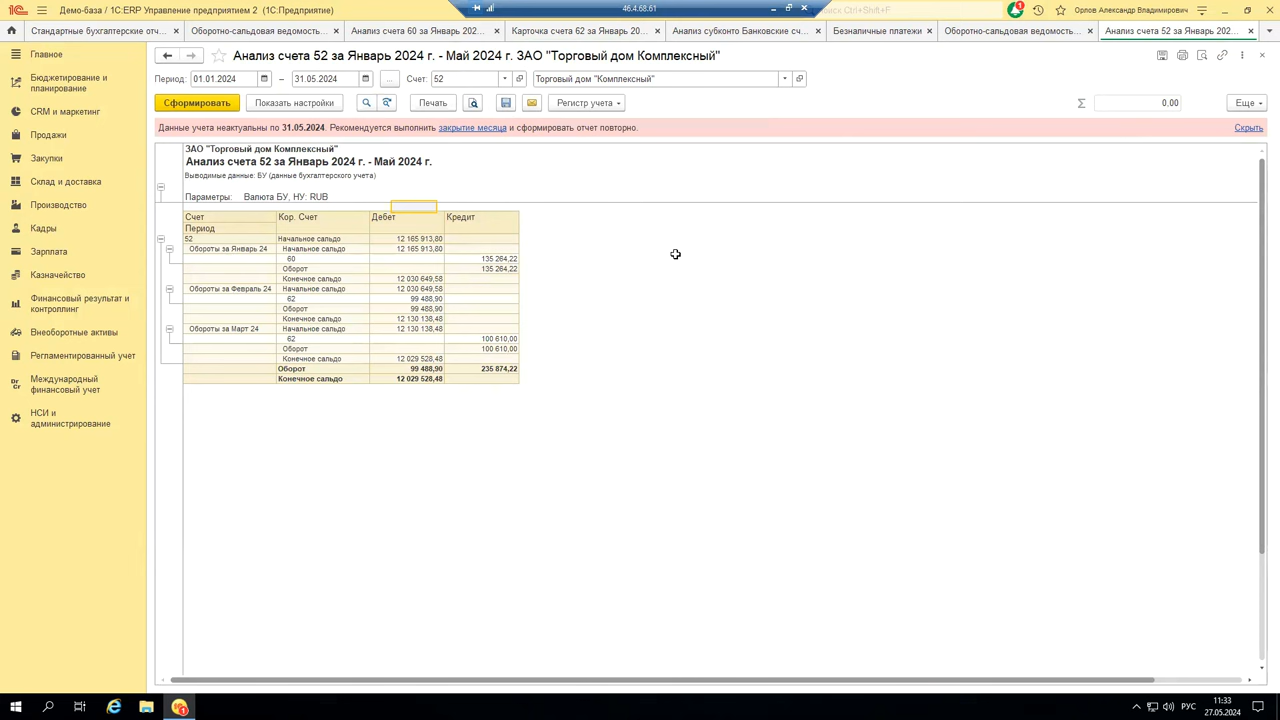 Демо-база / 1С:ERP Управление предприятием 2 (1С:Предприятие)
46.4.68.61
Ctrl+Shift+F
1
Орлов Александр Владимирович
Стандартные бухгалтерские отч...
Оборотно-сальдовая ведомость...
Анализ счета 60 за Январь 202...
Карточка счета 62 за Январь 20...
Анализ субконто Банковские сч...
Безналичные платежи
Оборотно-сальдовая ведомость...
Анализ счета 52 за Январь 202...
Главное
Бюджетирование и
планирование
CRM и маркетинг
Продажи
Закупки
Склад и доставка
Производство
Кадры
Зарплата
Казначейство
Финансовый результат и
контроллинг
Внеоборотные активы
Регламентированный учет
Международный
финансовый учет
НСИ и
администрирование
Анализ счета 52 за Январь 2024 г. - Май 2024 г. ЗАО "Торговый дом Комплексный"
Период: 01.01.2024 – 31.05.2024 ... Счет: 52 Торговый дом "Комплексный"
Сформировать Показать настройки Печать Регистр учета Σ 0,00 Еще
Данные учета неактуальны по 31.05.2024. Рекомендуется выполнить закрытие месяца и сформировать отчет повторно. Скрыть
ЗАО "Торговый дом Комплексный"
Анализ счета 52 за Январь 2024 г. - Май 2024 г.
Выводимые данные: БУ (данные бухгалтерского учета)
Параметры: Валюта БУ, НУ: RUB
Счет Кор. Счет Дебет Кредит
Период
52 Начальное сальдо 12 165 913,80
Обороты за Январь 24 Начальное сальдо 12 165 913,80
60 135 264,22
Оборот 135 264,22
Конечное сальдо 12 030 649,58
Обороты за Февраль 24 Начальное сальдо 12 030 649,58
62 99 488,90
Оборот 99 488,90
Конечное сальдо 12 130 138,48
Обороты за Март 24 Начальное сальдо 12 130 138,48
62 100 610,00
Оборот 100 610,00
Конечное сальдо 12 029 528,48
Оборот 99 488,90 235 874,22
Конечное сальдо 12 029 528,48
РУС
11:33
27.05.2024